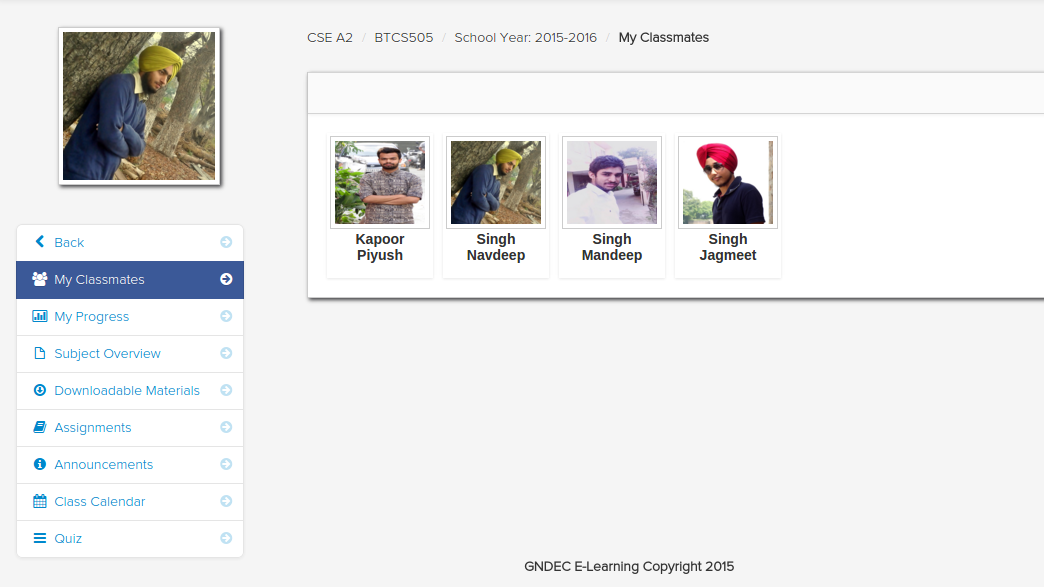 CSE A2 / BTCS505 / School Year: 2015-2016 / My Classmates
Kapoor
Piyush
Singh
Navdeep
Singh
Mandeep
Singh
Jagmeet
Back
My Classmates
My Progress
Subject Overview
Downloadable Materials
Assignments
Announcements
Class Calendar
Quiz
GNDEC E-Learning Copyright 2015